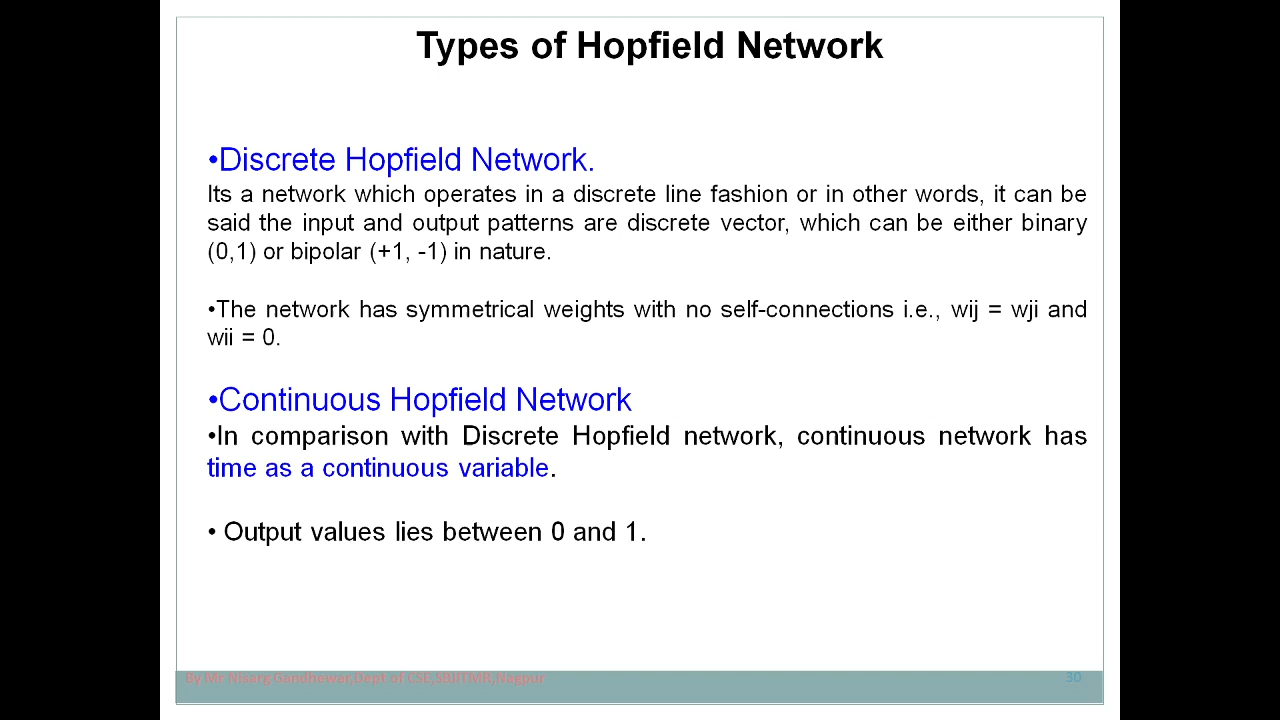 Types of Hopfield Network
•Discrete Hopfield Network.
Its a network which operates in a discrete line fashion or in other words, it can be
said the input and output patterns are discrete vector, which can be either binary
(0,1) or bipolar (+1, -1) in nature.
•The network has symmetrical weights with no self-connections i.e., wij = wji and
wii = 0.
•Continuous Hopfield Network
•In comparison with Discrete Hopfield network, continuous network has
time as a continuous variable.
• Output values lies between 0 and 1.
By Mr Nisarg Gandhewar,Dept of CSE,SBJITMR,Nagpur
30